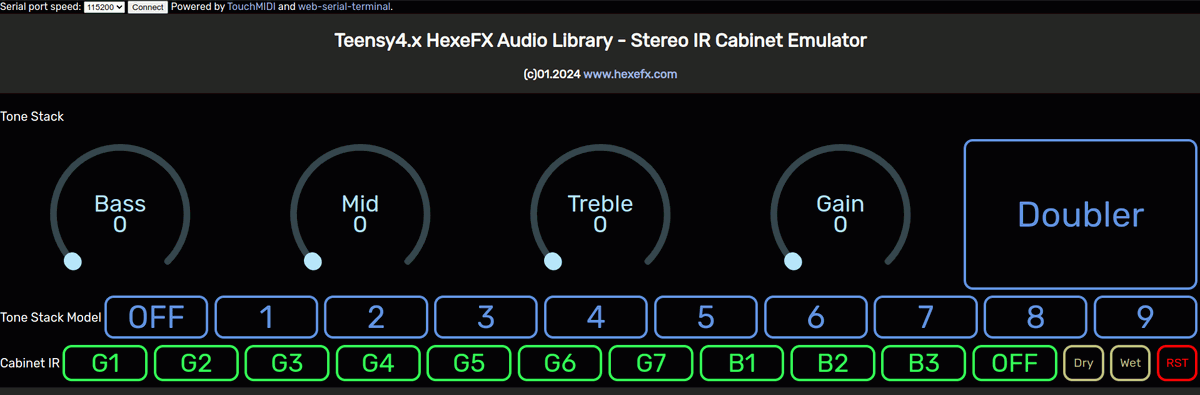 Serial port speed: 115200 Connect Powered by TouchMIDI and web-serial-terminal.
Teensy4.x HexeFX Audio Library - Stereo IR Cabinet Emulator
(c)01.2024 www.hexefx.com
Tone Stack
Bass Mid Treble Gain
0 0 0 0
Doubler
Tone Stack Model OFF 1 2 3 4 5 6 7 8 9
Cabinet IR G1 G2 G3 G4 G5 G6 G7 B1 B2 B3 OFF Dry Wet RST